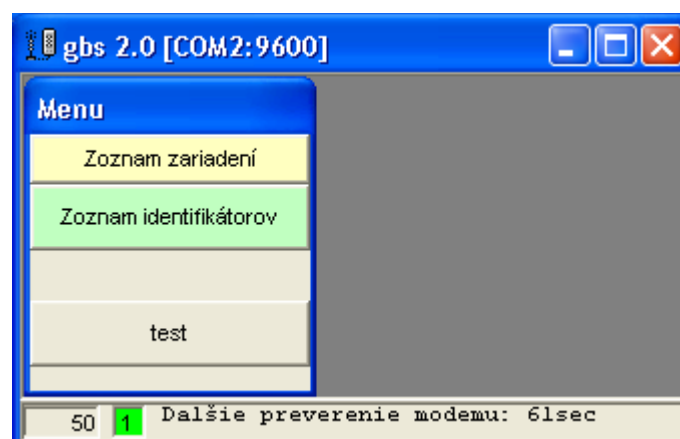 gbs 2.0 [COM2:9600]
Menu
Zoznam zariadení
Zoznam identifikátorov
test
50 1 Dalšie preverenie modemu: 61sec